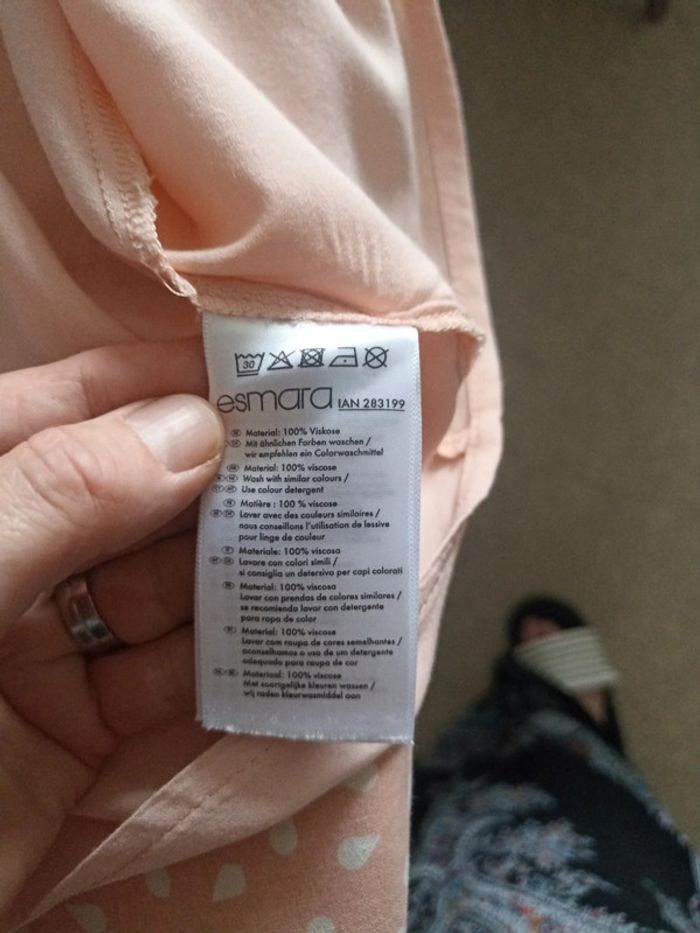 30
esmara IAN 283199
Material: 100% Viskose
Mit ähnlichen Farben waschen /
wir empfehlen ein Colorwaschmittel
Material: 100% viscose
Wash with similar colours /
Use colour detergent
Matière : 100 % viscose
Laver avec des couleurs similaires /
nous conseillons l'utilisation de lessive
pour linge de couleur
Materiale: 100% viscosa
Lavare con colori simili /
si consiglia un detersivo per capi colorati
Material: 100% viscosa
Lavar con prendas de colores similares /
se recomienda lavar con detergente
para ropa de color
Material: 100% viscose
Lavar com roupa de cores semelhantes /
aconselhamos o uso de um detergente
adequado para roupa de cor
Materiaal: 100% viscose
Met soortgelijke kleuren wassen /
wij raden kleurwasmiddel aan